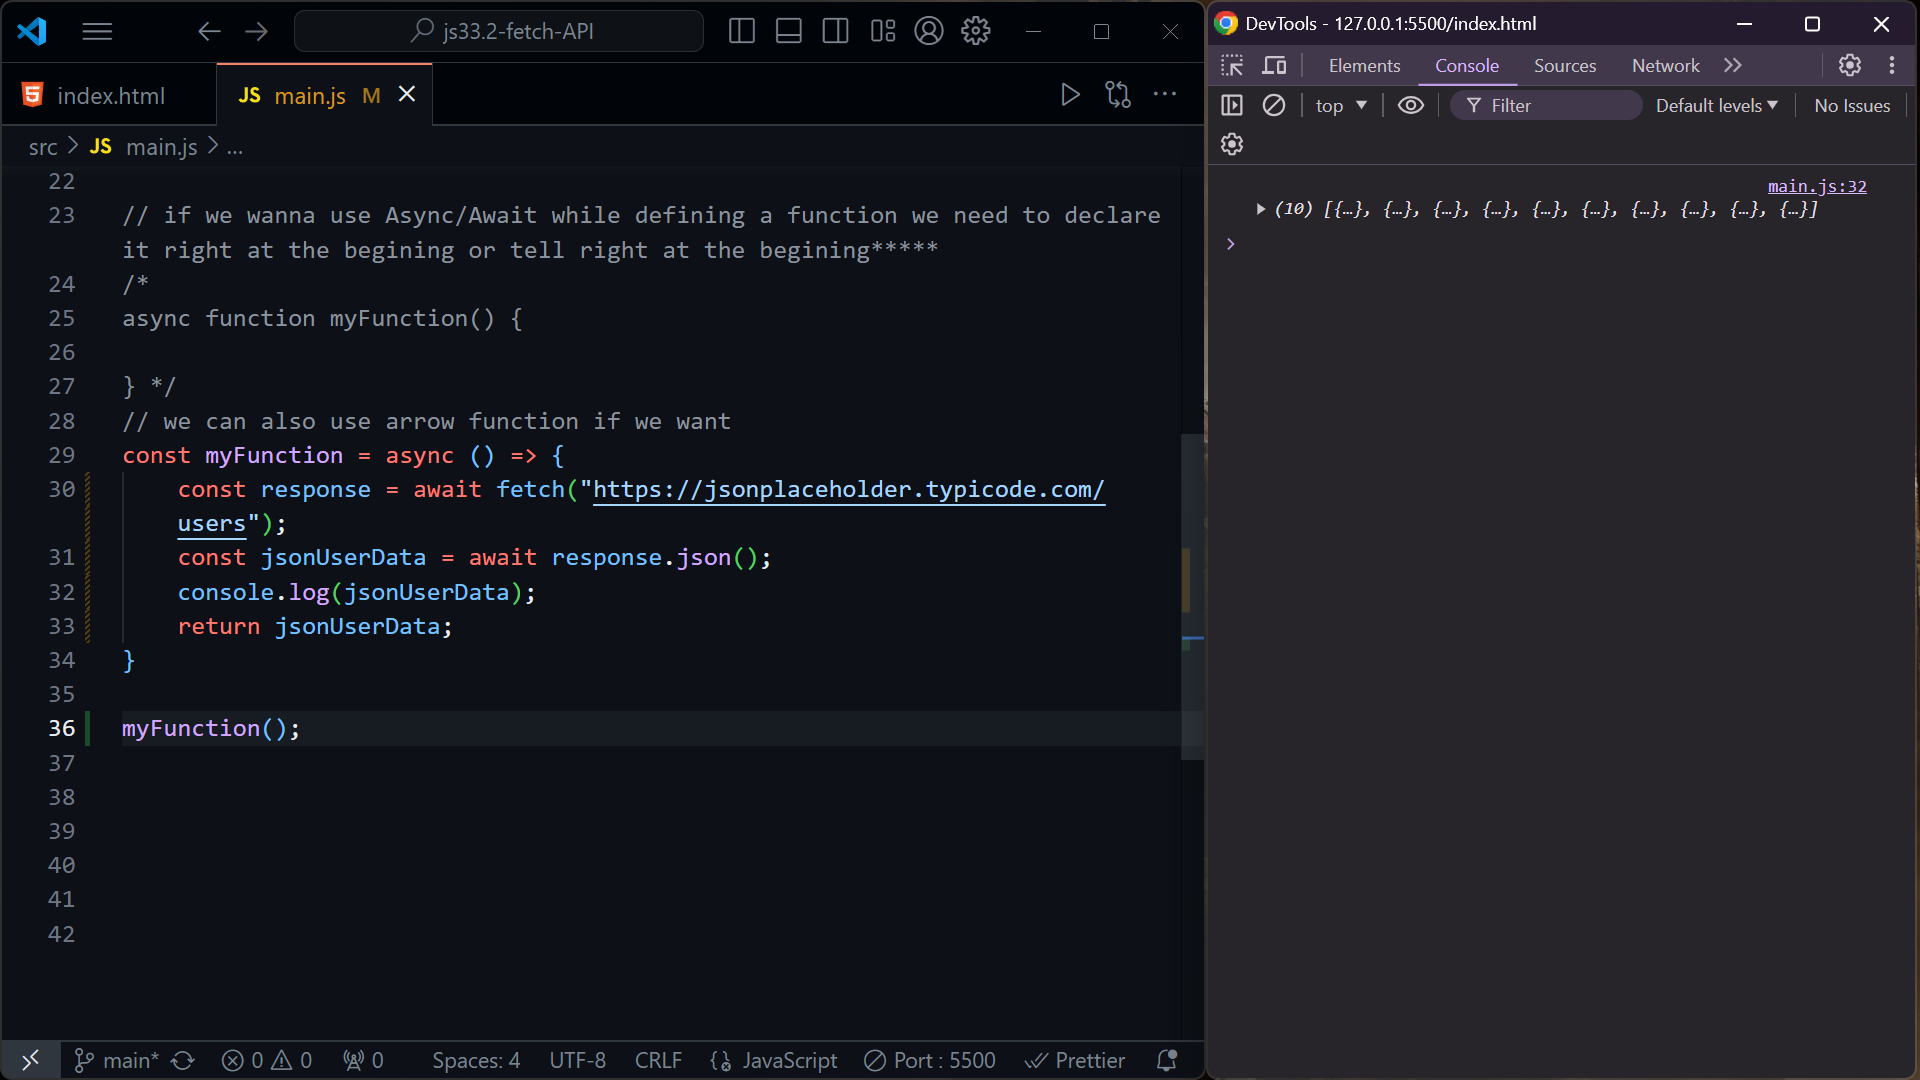 js33.2-fetch-API
index.html
JS main.js M
src > JS main.js > ...
22
23 // if we wanna use Async/Await while defining a function we need to declare
it right at the begining or tell right at the begining*****
24 /*
25 async function myFunction() {
26
27 } */
28 // we can also use arrow function if we want
29 const myFunction = async () => {
30 const response = await fetch("https://jsonplaceholder.typicode.com/
users");
31 const jsonUserData = await response.json();
32 console.log(jsonUserData);
33 return jsonUserData;
34 }
35
36 myFunction();
37
38
39
40
41
42
main* 0 0 0 Spaces: 4 UTF-8 CRLF JavaScript Port : 5500 Prettier
DevTools - 127.0.0.1:5500/index.html
Elements Console Sources Network
top Filter Default levels No Issues
main.js:32
(10) [{…}, {…}, {…}, {…}, {…}, {…}, {…}, {…}, {…}, {…}]